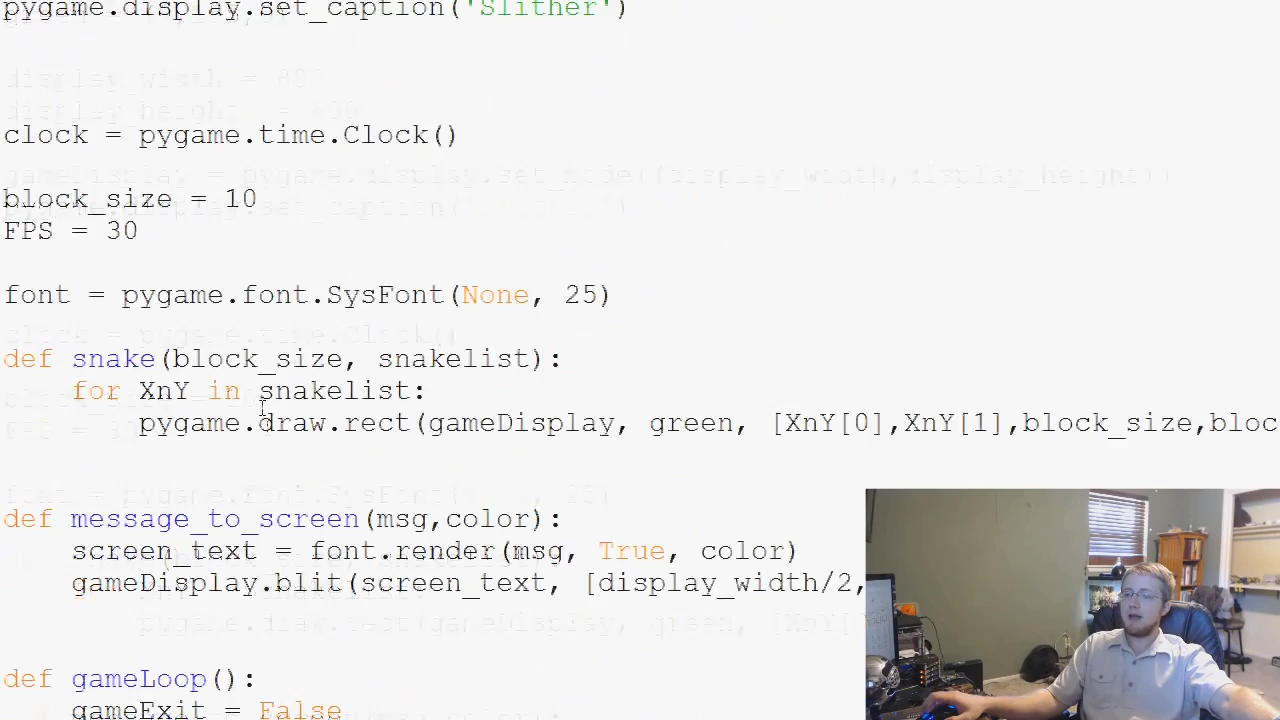 pygame.display.set_caption('Slither')
clock = pygame.time.Clock()
block_size = 10
FPS = 30
font = pygame.font.SysFont(None, 25)
def snake(block_size, snakelist):
for XnY in snakelist:
pygame.draw.rect(gameDisplay, green, [XnY[0],XnY[1],block_size,bloc
def message_to_screen(msg,color):
screen_text = font.render(msg, True, color)
gameDisplay.blit(screen_text, [display_width/2,
def gameLoop():
gameExit = False